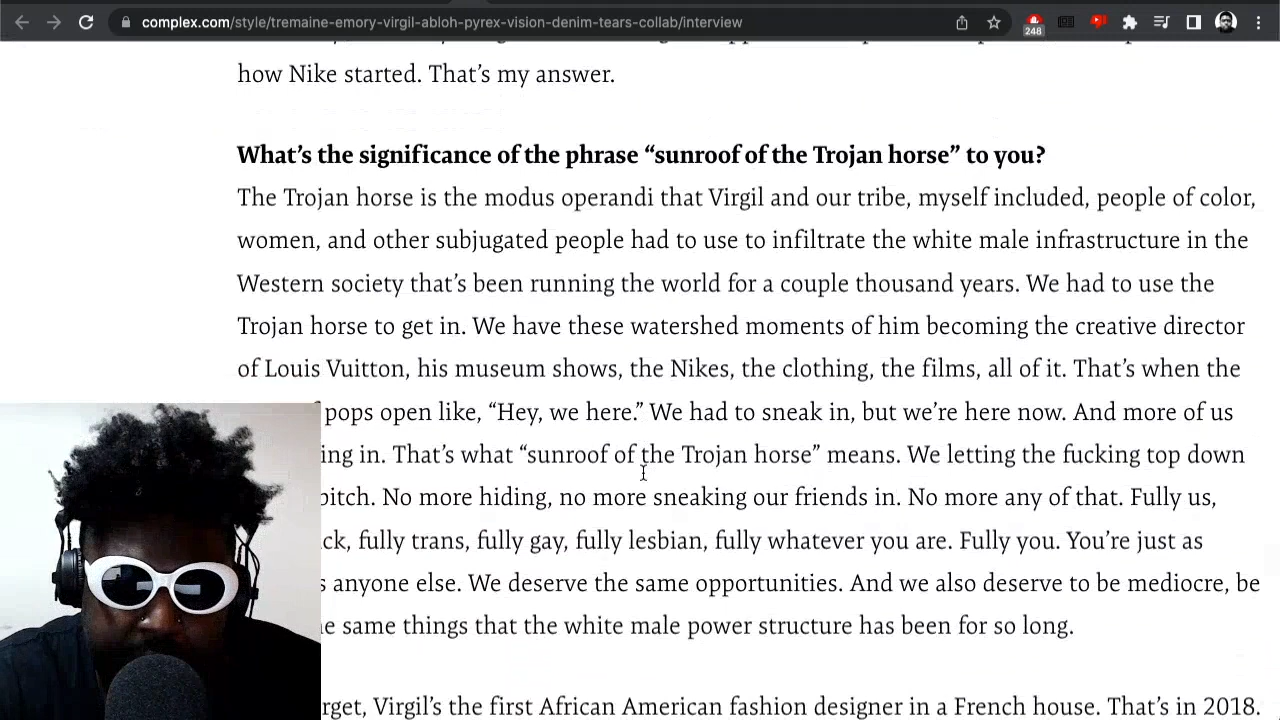 complex.com/style/tremaine-emory-virgil-abloh-pyrex-vision-denim-tears-collab/interview
248
how Nike started. That’s my answer.
What’s the significance of the phrase “sunroof of the Trojan horse” to you?
The Trojan horse is the modus operandi that Virgil and our tribe, myself included, people of color,
women, and other subjugated people had to use to infiltrate the white male infrastructure in the
Western society that’s been running the world for a couple thousand years. We had to use the
Trojan horse to get in. We have these watershed moments of him becoming the creative director
of Louis Vuitton, his museum shows, the Nikes, the clothing, the films, all of it. That’s when the
pops open like, “Hey, we here.” We had to sneak in, but we’re here now. And more of us
ing in. That’s what “sunroof of the Trojan horse” means. We letting the fucking top down
bitch. No more hiding, no more sneaking our friends in. No more any of that. Fully us,
ck, fully trans, fully gay, fully lesbian, fully whatever you are. Fully you. You’re just as
s anyone else. We deserve the same opportunities. And we also deserve to be mediocre, be
e same things that the white male power structure has been for so long.
rget, Virgil’s the first African American fashion designer in a French house. That’s in 2018.